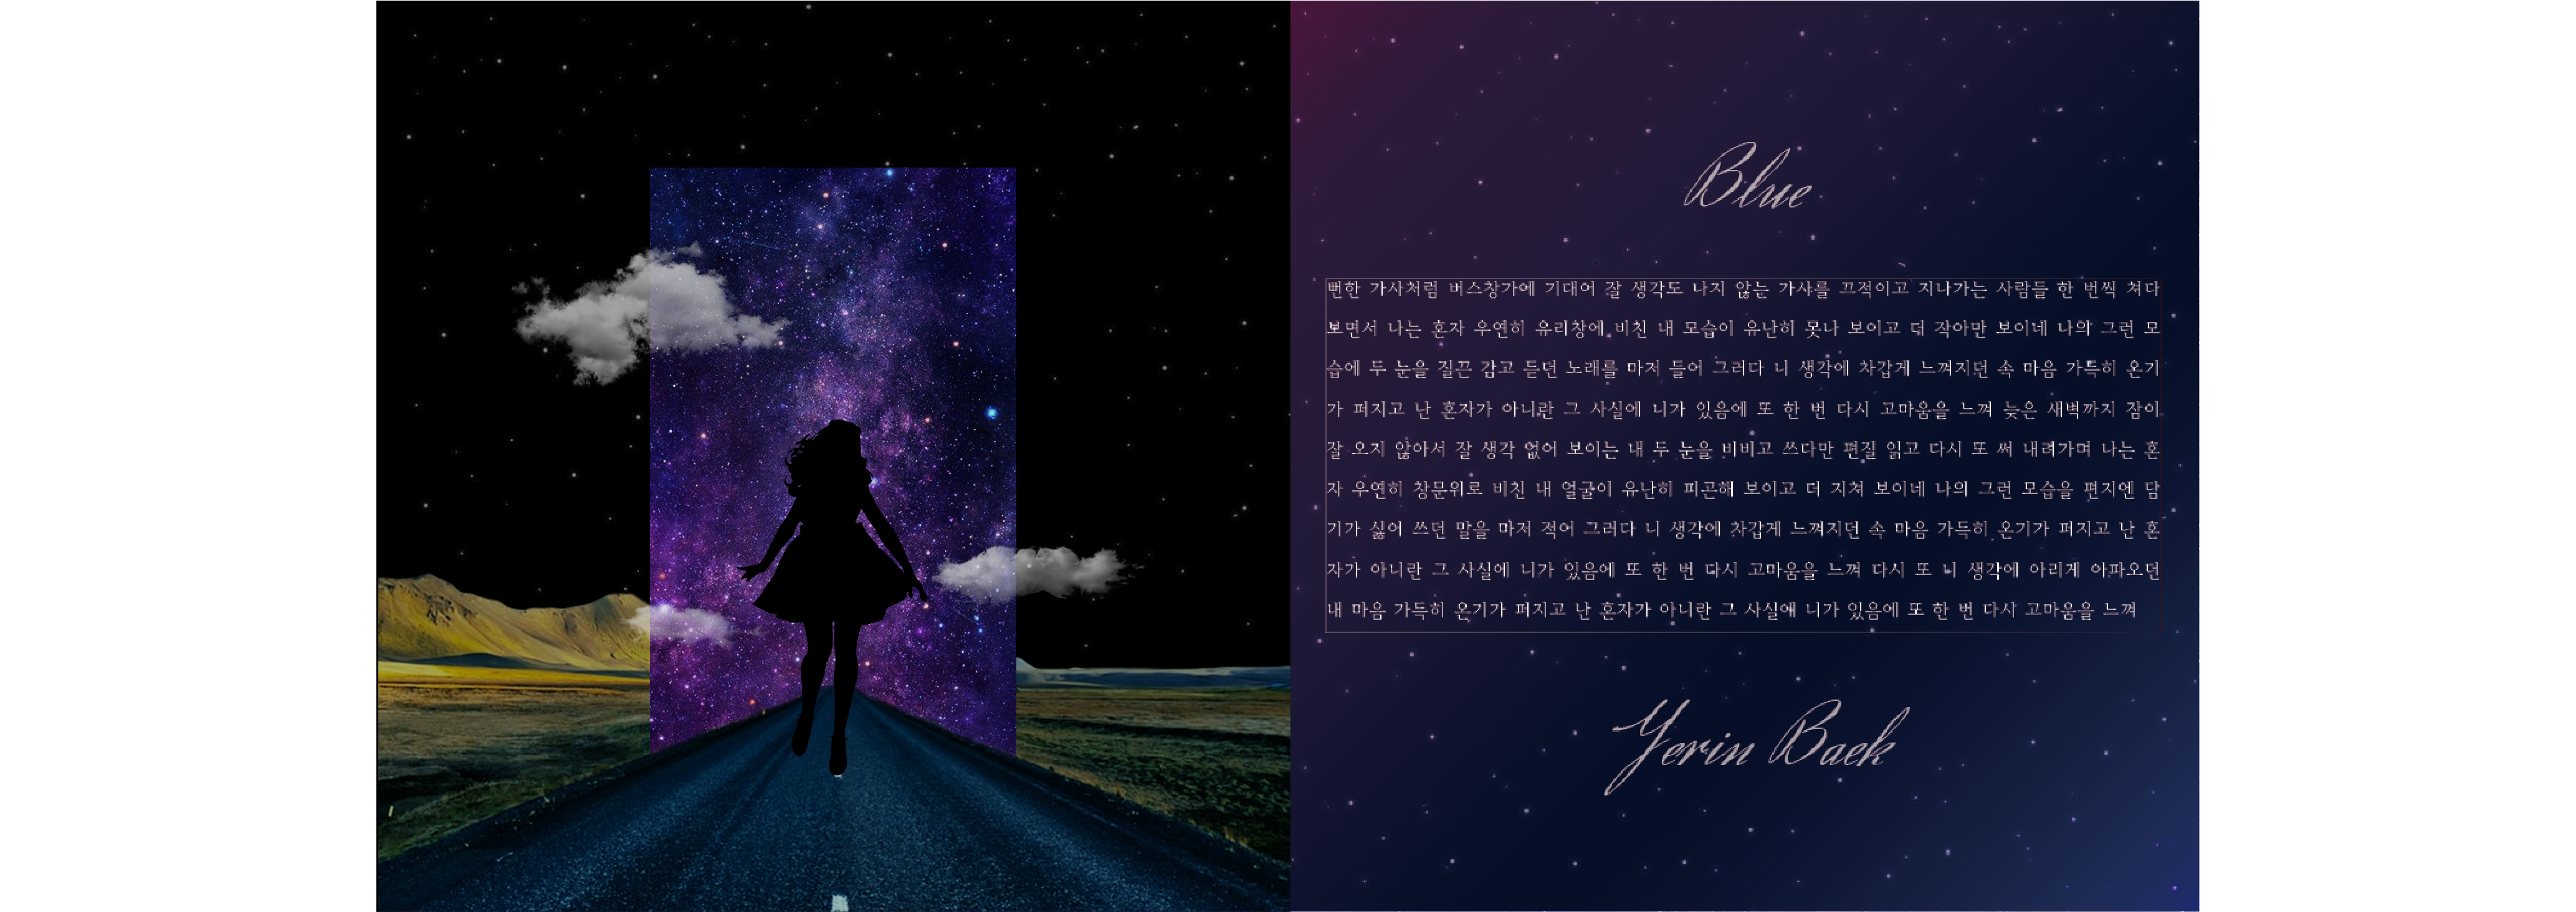 Blue
뻔한 가사처럼 버스창가에 기대어 잘 생각도 나지 않는 가사를 끄적이고 지나가는 사람들 한 번씩 쳐다
보면서 나는 혼자 우연히 유리창에 비친 내 모습이 유난히 못나 보이고 더 작아만 보이네 나의 그런 모
습에 두 눈을 질끈 감고 듣던 노래를 마저 들어 그러다 니 생각에 차갑게 느껴지던 속 마음 가득히 온기
가 퍼지고 난 혼자가 아니란 그 사실에 니가 있음에 또 한 번 다시 고마움을 느껴 늦은 새벽까지 잠이
잘 오지 않아서 잘 생각 없어 보이는 내 두 눈을 비비고 쓰다만 편질 읽고 다시 또 써 내려가며 나는 혼
자 우연히 창문위로 비친 내 얼굴이 유난히 피곤해 보이고 더 지쳐 보이네 나의 그런 모습을 편지엔 담
기가 싫어 쓰던 말을 마저 적어 그러다 니 생각에 차갑게 느껴지던 속 마음 가득히 온기가 퍼지고 난 혼
자가 아니란 그 사실에 니가 있음에 또 한 번 다시 고마움을 느껴 다시 또 니 생각에 아리게 아파오던
내 마음 가득히 온기가 퍼지고 난 혼자가 아니란 그 사실에 니가 있음에 또 한 번 다시 고마움을 느껴
Yerin Baek